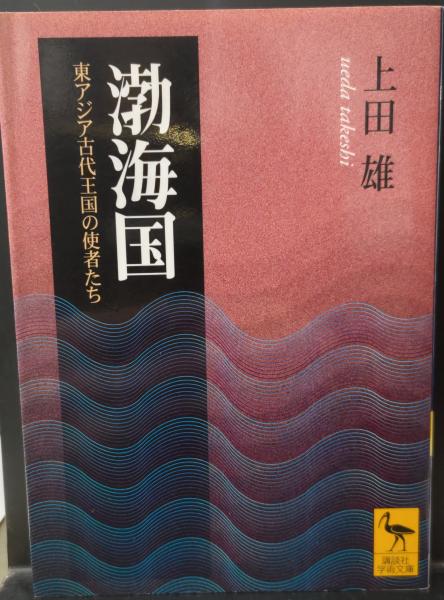 上田 雄
ueda takeshi
渤海国
東アジア古代王国の使者たち
講談社
学術文庫